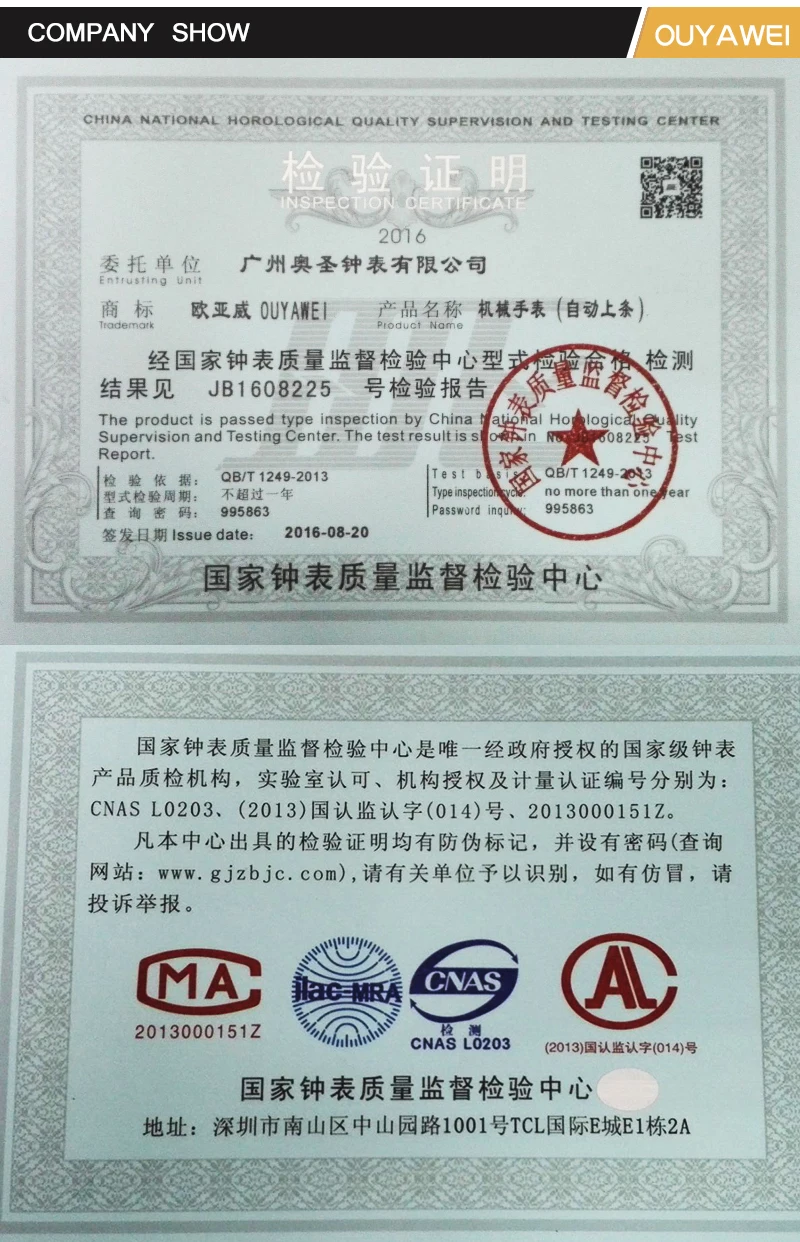 COMPANY SHOW
OUYAWEI
CHINA NATIONAL HOROLOGICAL QUALITY SUPERVISION AND TESTING CENTER
检验证明
INSPECTION CERTIFICATE
2016
委托单位 广州奥圣钟表有限公司
Entrusting Unit
商标 欧亚威 OUYAWEI 产品名称 机械手表(自动上条)
Trademark Product Name
经国家钟表质量监督检验中心型式检验合格 检测
结果见 JB1608225 号检验报告
The product is passed type inspection by China National Horological Quality
Supervision and Testing Center. The test result is shown in No. JB1608225 Test
Report.
检验依据: QB/T 1249-2013 Test basis: QB/T 1249-2013
型式检验周期: 不超过一年 Type inspection cycle: no more than one year
查询密码: 995863 Password inquiry: 995863
签发日期 Issue date: 2016-08-20
国家钟表质量监督检验中心
国家钟表质量监督检验中心
国家钟表质量监督检验中心是唯一经政府授权的国家级钟表
产品质检机构，实验室认可、机构授权及计量认证编号分别为：
CNAS L0203、(2013)国认监认字(014)号、2013000151Z。
凡本中心出具的检验证明均有防伪标记，并设有密码(查询
网站：www.gjzbjc.com),请有关单位予以识别，如有仿冒，请
投诉举报。
MA
ilac-MRA
CNAS
AL
检测
2013000151Z
CNAS L0203
(2013)国认监认字(014)号
国家钟表质量监督检验中心
地址：深圳市南山区中山园路1001号TCL国际E城E1栋2A